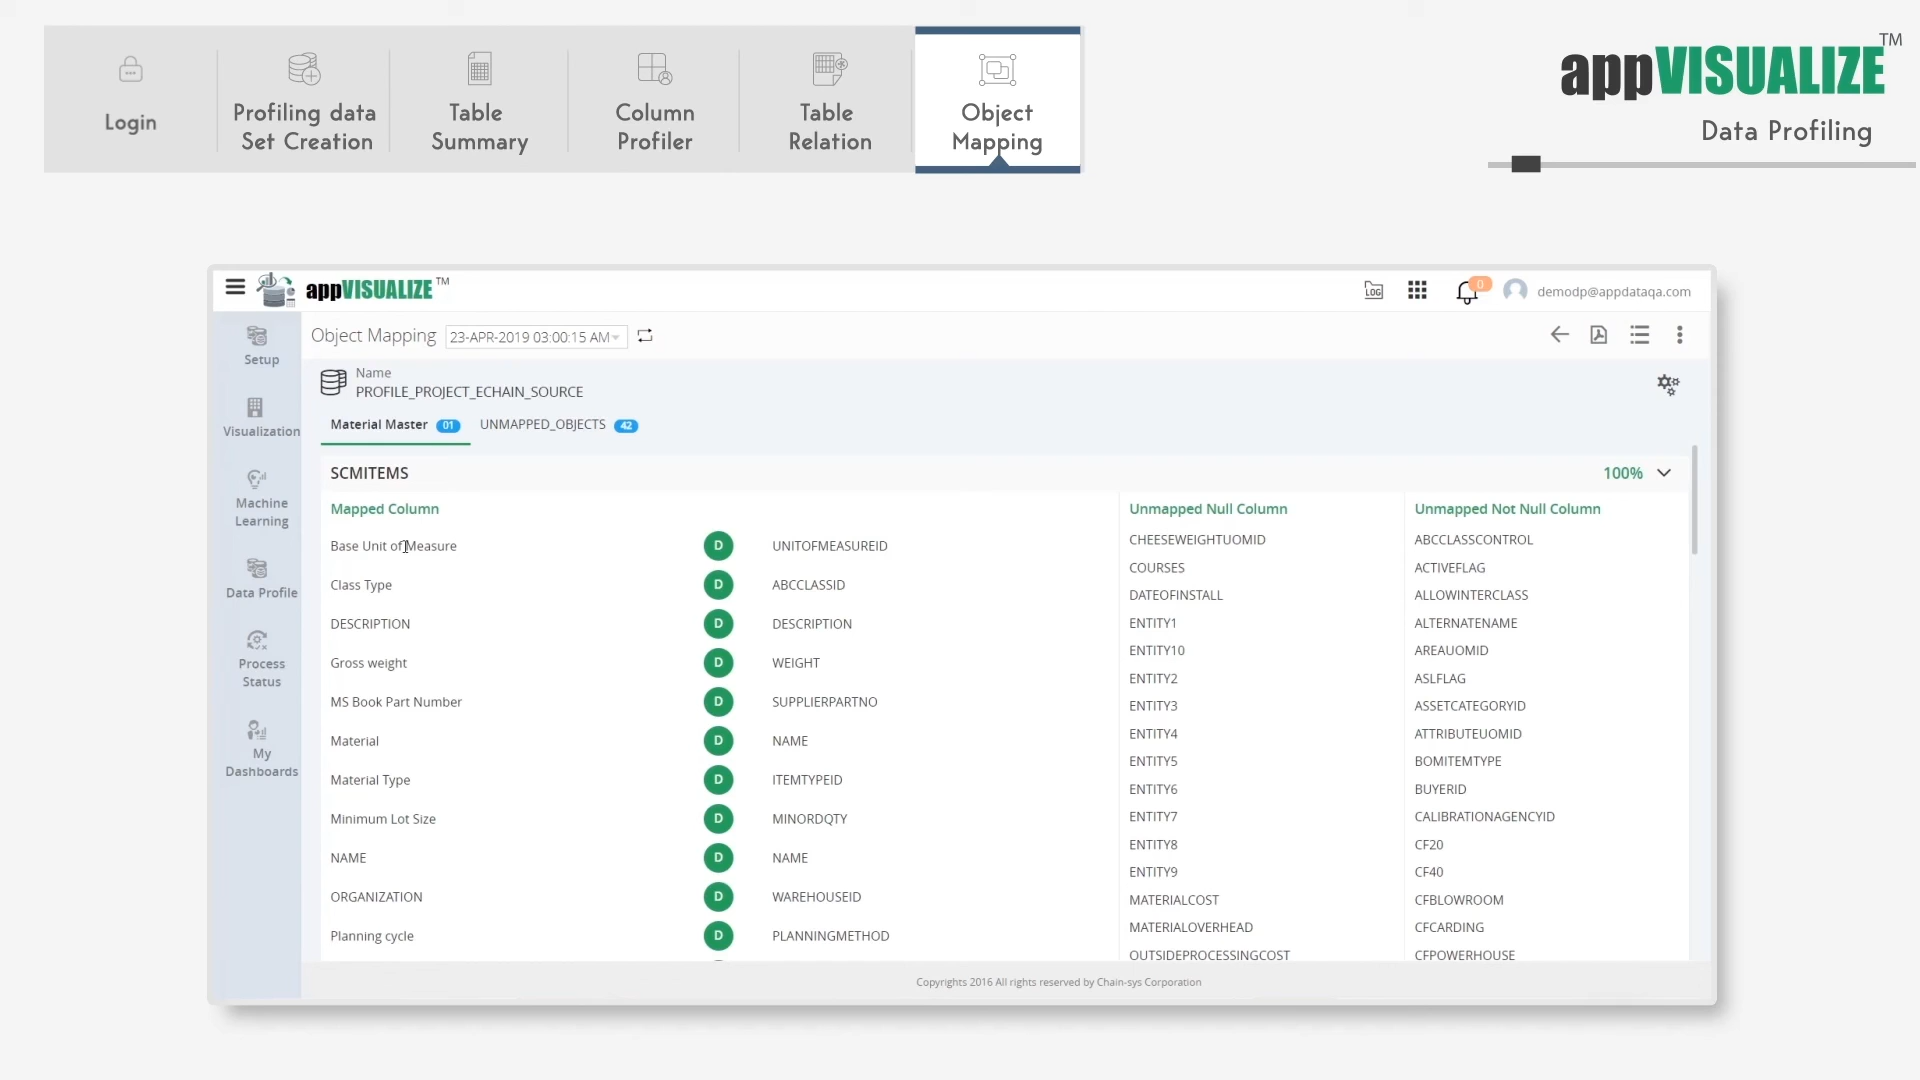 Login
Profiling data
Set Creation
Table
Summary
Column
Profiler
Table
Relation
Object
Mapping
appVISUALIZE™
Data Profiling
appVISUALIZE™
LOG
0
demodp@appdataqa.com
Setup
Visualization
Machine
Learning
Data Profile
Process
Status
My
Dashboards
Object Mapping 23-APR-2019 03:00:15 AM
Name
PROFILE_PROJECT_ECHAIN_SOURCE
Material Master 01 UNMAPPED_OBJECTS 42
SCMITEMS 100%
Mapped Column
Base Unit of Measure D UNITOFMEASUREID
Class Type D ABCCLASSID
DESCRIPTION D DESCRIPTION
Gross weight D WEIGHT
MS Book Part Number D SUPPLIERPARTNO
Material D NAME
Material Type D ITEMTYPEID
Minimum Lot Size D MINORDQTY
NAME D NAME
ORGANIZATION D WAREHOUSEID
Planning cycle D PLANNINGMETHOD
Unmapped Null Column
CHEESEWEIGHTUOMID
COURSES
DATEOFINSTALL
ENTITY1
ENTITY10
ENTITY2
ENTITY3
ENTITY4
ENTITY5
ENTITY6
ENTITY7
ENTITY8
ENTITY9
MATERIALCOST
MATERIALOVERHEAD
OUTSIDEPROCESSINGCOST
Unmapped Not Null Column
ABCCLASSCONTROL
ACTIVEFLAG
ALLOWINTERCLASS
ALTERNATENAME
AREAUOMID
ASLFLAG
ASSETCATEGORYID
ATTRIBUTEUOMID
BOMITEMTYPE
BUYERID
CALIBRATIONAGENCYID
CF20
CF40
CFBLOWROOM
CFCARDING
CFPOWERHOUSE
Copyrights 2016 All rights reserved by Chain-sys Corporation